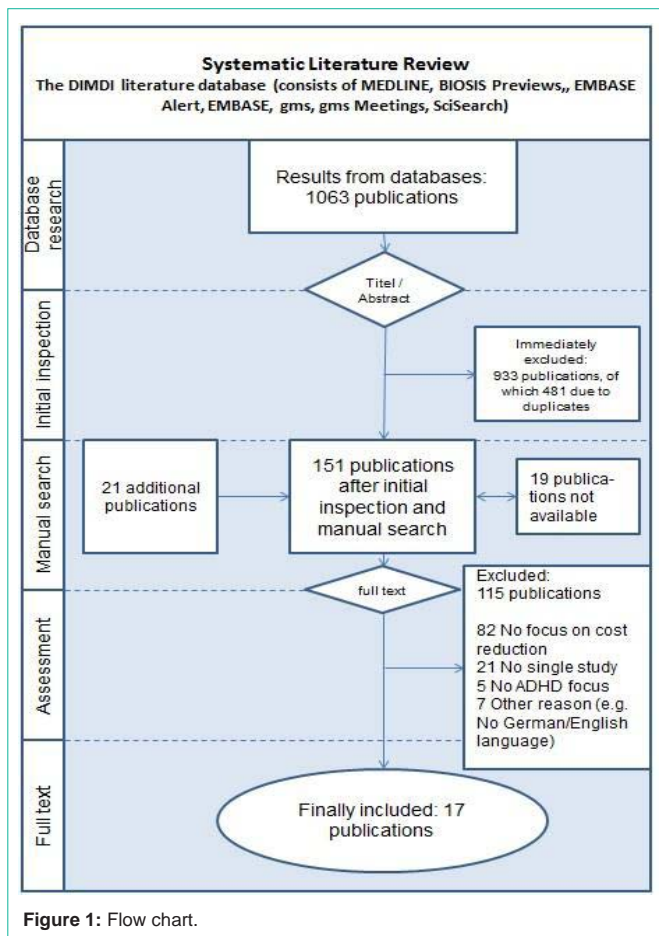 Systematic Literature Review
The DIMDI literature database (consists of MEDLINE, BIOSIS Previews,, EMBASE
Alert, EMBASE, gms, gms Meetings, SciSearch)
Database
research
Results from databases:
1063 publications
Titel /
Abstract
Initial inspection
Immediately
excluded:
933 publications, of
which 481 due to
duplicates
Manual search
21 additional
publications
151 publications
after initial
inspection and
manual search
19 publica-
tions not
available
full text
Assessment
Excluded:
115 publications
82 No focus on cost
reduction
21 No single study
5 No ADHD focus
7 Other reason (e.g.
No German/English
language)
Full text
Finally included: 17
publications
Figure 1: Flow chart.